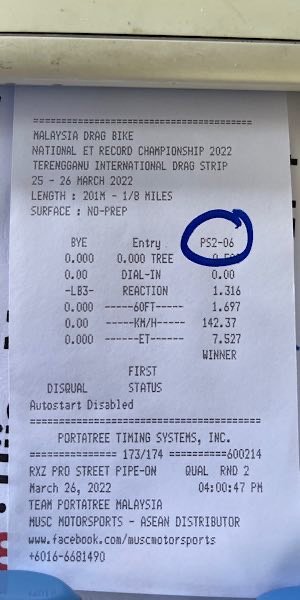 ========================================
MALAYSIA DRAG BIKE
NATIONAL ET RECORD CHAMPIONSHIP 2022
TERENGGANU INTERNATIONAL DRAG STRIP
25 - 26 MARCH 2022
LENGTH : 201M - 1/8 MILES
SURFACE : NO-PREP
BYE Entry PS2-06
0.000 0.000 TREE
0.00 DIAL-IN 0.00
-LB3- REACTION 1.316
0.000 -----60FT------ 1.697
0.00 -----KM/H------ 142.37
0.000 ------ET------- 7.527
WINNER
FIRST
DISQUAL STATUS
Autostart Disabled
========================================
PORTATREE TIMING SYSTEMS, INC.
================ 173/174 ==========600214
RXZ PRO STREET PIPE-ON QUAL RND 2
March 26, 2022 04:00:47 PM
TEAM PORTATREE MALAYSIA
MUSC MOTORSPORTS - ASEAN DISTRIBUTOR
www.facebook.com/muscmotorsports
+6016-6681490